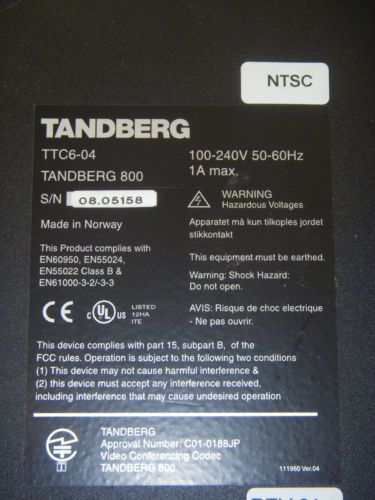 NTSC
TANDBERG
TTC6-04
TANDBERG 800
S/N 08.05158
Made in Norway
This Product complies with
EN60950, EN55024,
EN55022 Class B &
EN61000-3-2/-3-3
CE C UL US LISTED
12HA
ITE
100-240V 50-60Hz
1A max.
WARNING
Hazardous Voltages
Apparatet må kun tilkoples jordet
stikkontakt
This equipment must be earthed.
Warning: Shock Hazard:
Do not open.
AVIS: Risque de choc electrique
- Ne pas ouvrir.
This device complies with part 15, subpart B, of the
FCC rules. Operation is subject to the following two conditions
(1) This device may not cause harmful interference &
(2) this device must accept any interference received,
including interference that may cause undesired operation
TANDBERG
Approval Number: C01-0188JP
Video Conferencing Codec
TANDBERG 800
111960 Ver.04